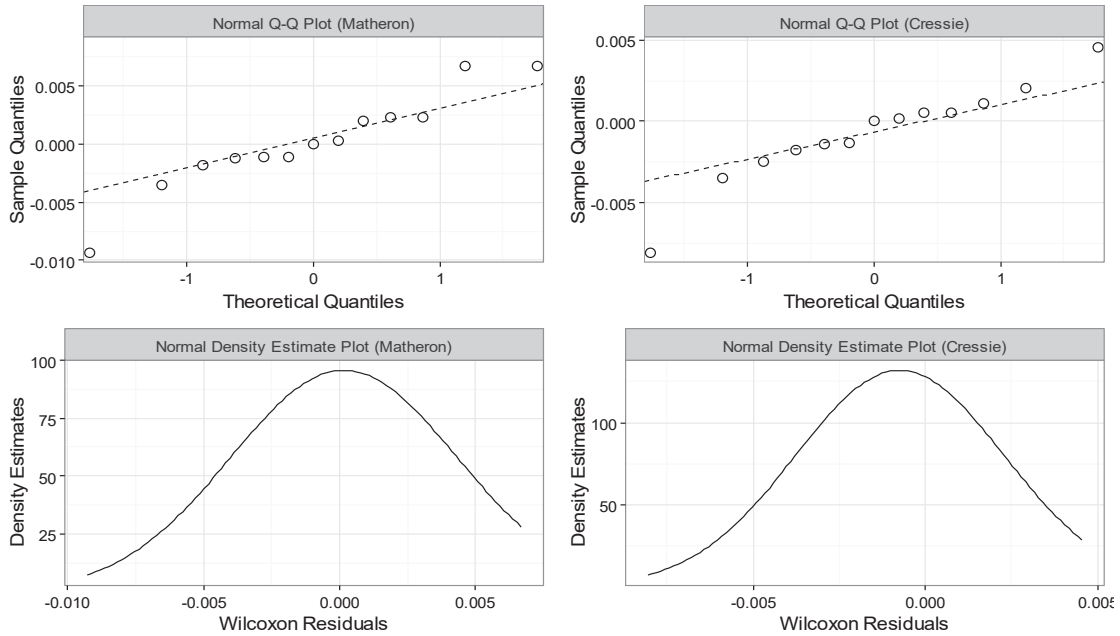 Normal Q-Q Plot (Matheron)
Sample Quantiles
0.005
0.000
-0.005
-0.010
-1
0
1
Theoretical Quantiles
Normal Q-Q Plot (Cressie)
Sample Quantiles
0.005
0.000
-0.005
-1
0
1
Theoretical Quantiles
Normal Density Estimate Plot (Matheron)
Density Estimates
100
75
50
25
-0.010
-0.005
0.000
0.005
Wilcoxon Residuals
Normal Density Estimate Plot (Cressie)
Density Estimates
100
50
-0.005
0.000
0.005
Wilcoxon Residuals